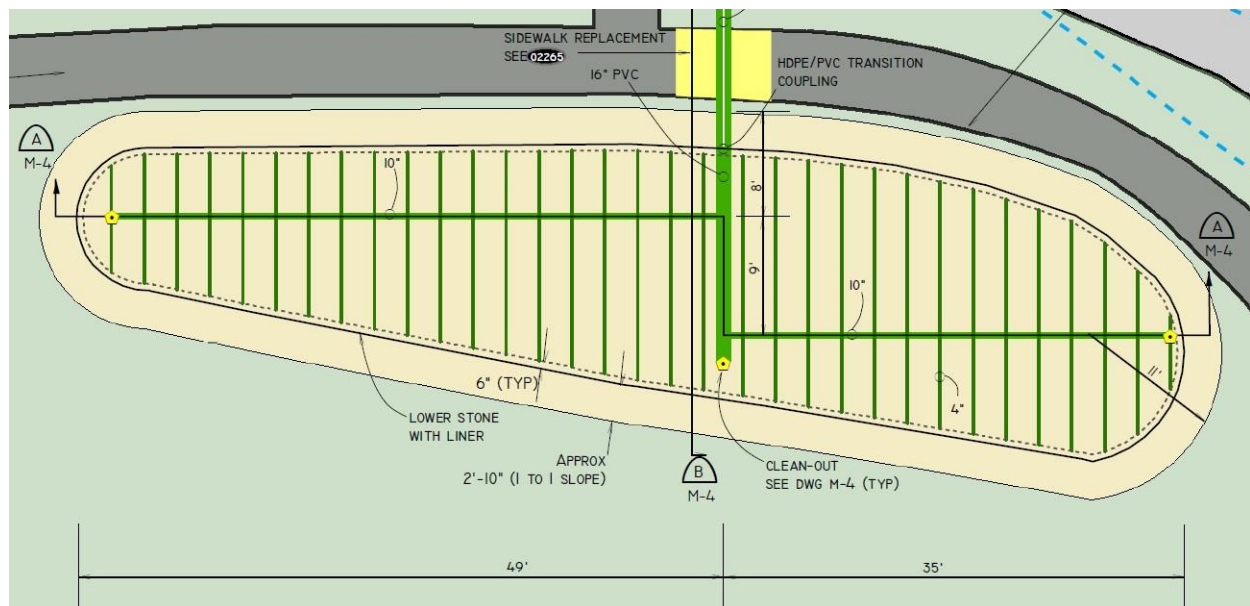 SIDEWALK REPLACEMENT
SEE 02265
16" PVC
HDPE/PVC TRANSITION
COUPLING
A
M-4
10"
8'
A
M-4
9'
10"
11'
6" (TYP)
4"
LOWER STONE
WITH LINER
APPROX
2'-10" (1 TO 1 SLOPE)
B
M-4
CLEAN-OUT
SEE DWG M-4 (TYP)
49'
35'